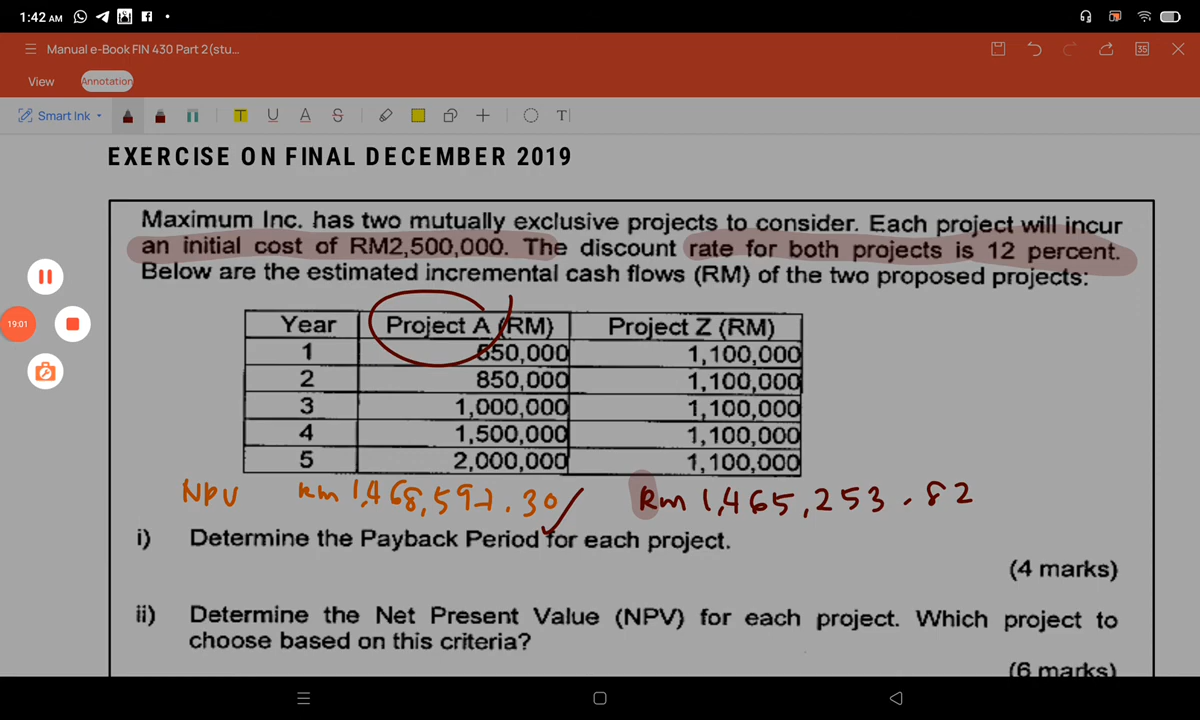 1:42 AM
Manual e-Book FIN 430 Part 2(stu...
35
View
Annotation
Smart Ink
T U A S T
EXERCISE ON FINAL DECEMBER 2019
Maximum Inc. has two mutually exclusive projects to consider. Each project will incur
an initial cost of RM2,500,000. The discount rate for both projects is 12 percent.
Below are the estimated incremental cash flows (RM) of the two proposed projects:
19:01
Year Project A (RM) Project Z (RM)
1 650,000 1,100,000
2 850,000 1,100,000
3 1,000,000 1,100,000
4 1,500,000 1,100,000
5 2,000,000 1,100,000
NPV Rm Rm 1,465,253.82
i) Determine the Payback Period for each project.
(4 marks)
ii) Determine the Net Present Value (NPV) for each project. Which project to
choose based on this criteria?
(6 marks)